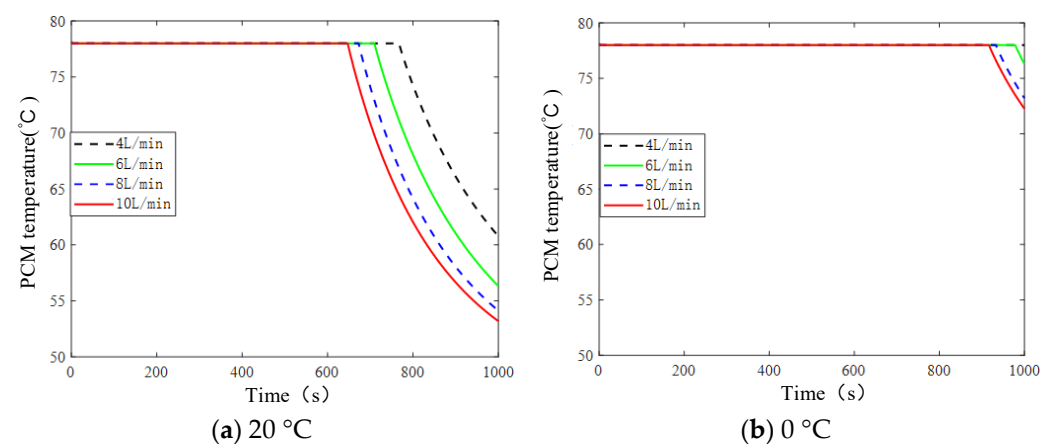 80
75
70
65
60
55
50
PCM temperature(℃)
4L/min
6L/min
8L/min
10L/min
0 200 400 600 800 1000
Time（s）
(a) 20 °C
80
75
70
65
60
55
50
PCM temperature(℃)
4L/min
6L/min
8L/min
10L/min
0 200 400 600 800 1000
Time（s）
(b) 0 °C